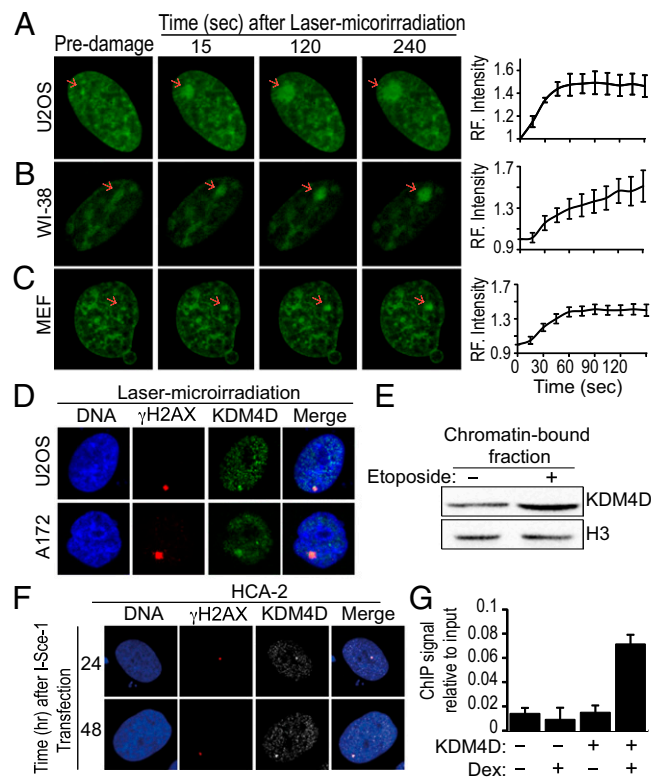 A
Time (sec) after Laser-micorirradiation
Pre-damage 15 120 240
U2OS
RF. Intensity
1.6
1.4
1.2
1
B
WI-38
RF. Intensity
1.7
1.3
0.9
C
MEF
RF. Intensity
1.7
1.3
0.9
0 30 60 90 120
Time (sec)
D
Laser-microirradiation
DNA γH2AX KDM4D Merge
U2OS
A172
E
Chromatin-bound
fraction
Etoposide: – +
KDM4D
H3
F
HCA-2
DNA γH2AX KDM4D Merge
Time (hr) after I-Sce-1
Transfection
24
48
G
ChIP signal
relative to input
0.1
0.08
0.06
0.04
0.02
0
KDM4D: – – + +
Dex: – + – +